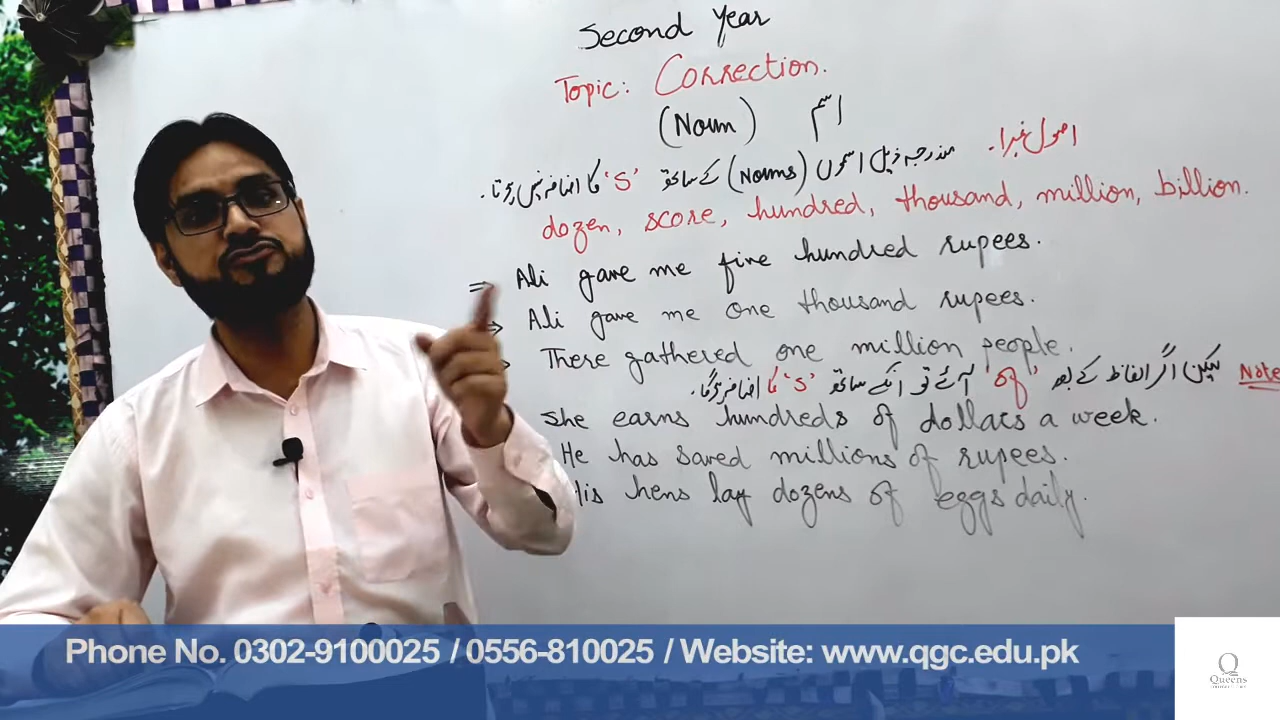 Second Year
Topic: Correction.
(Noun) اسم
اصول نمبر ا۔ مندرجہ ذیل اسموں (Nouns) کے ساتھ 'S' کا اضافہ نہیں ہوتا۔
dozen, score, hundred, thousand, million, billion.
⇒ Ali gave me five hundred rupees.
Ali gave me one thousand rupees.
There gathered one million people.
Note لیکن اگر الفاظ کے بعد 'of' آئے تو انکے ساتھ 'S' کا اضافہ ہوگا۔
She earns hundreds of dollars a week.
He has saved millions of rupees.
His hens lay dozens of eggs daily.
Phone No. 0302-9100025 / 0556-810025 / Website: www.qgc.edu.pk
Queens